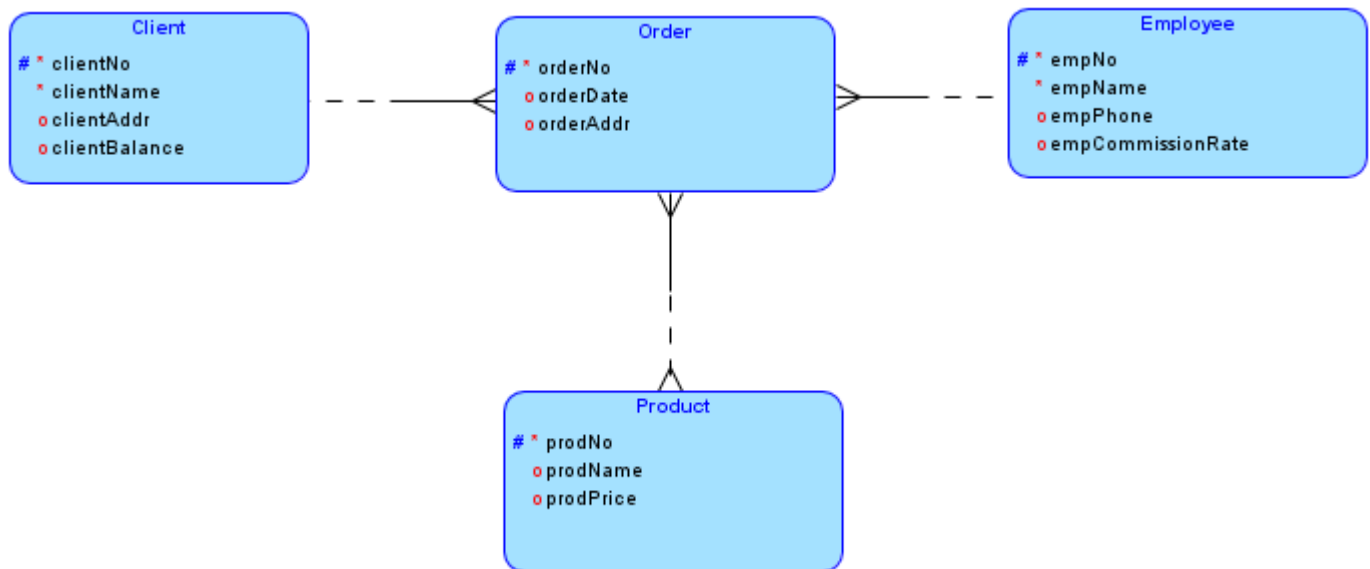 Client
# * clientNo
* clientName
o clientAddr
o clientBalance
Order
# * orderNo
o orderDate
o orderAddr
Employee
# * empNo
* empName
o empPhone
o empCommissionRate
Product
# * prodNo
o prodName
o prodPrice